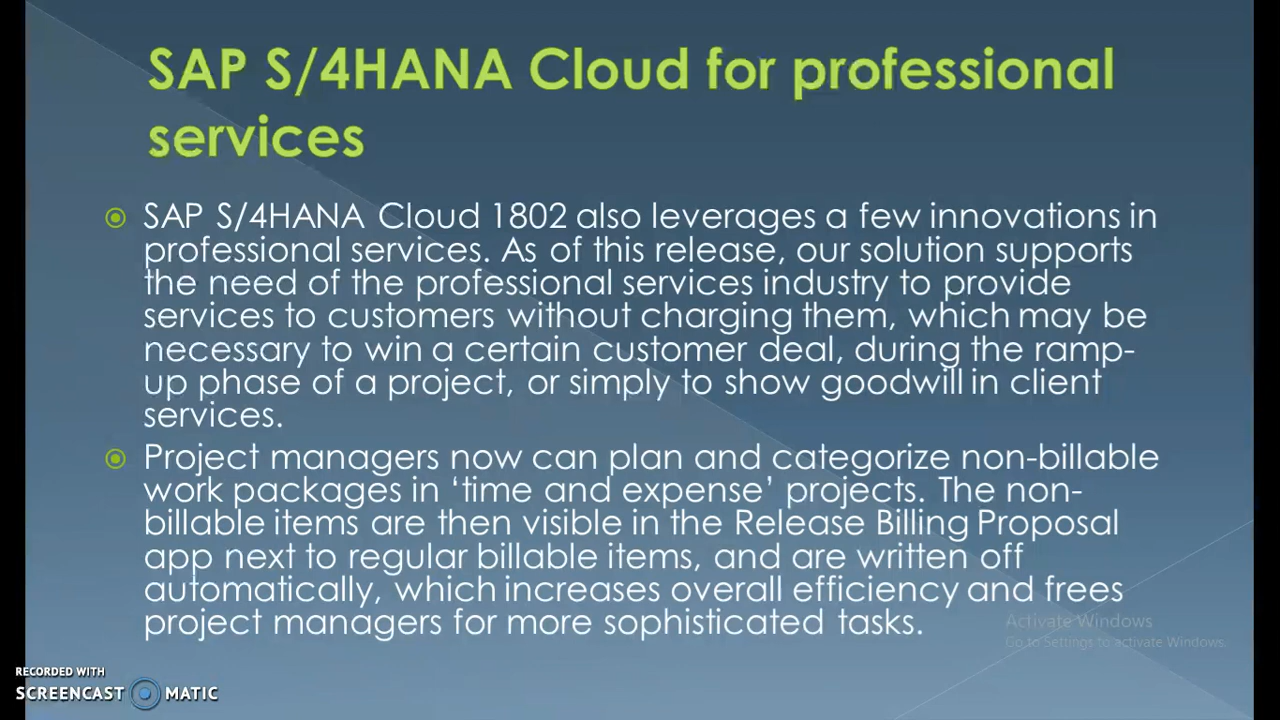 SAP S/4HANA Cloud for professional
services
SAP S/4HANA Cloud 1802 also leverages a few innovations in
professional services. As of this release, our solution supports
the need of the professional services industry to provide
services to customers without charging them, which may be
necessary to win a certain customer deal, during the ramp-
up phase of a project, or simply to show goodwill in client
services.
Project managers now can plan and categorize non-billable
work packages in ‘time and expense’ projects. The non-
billable items are then visible in the Release Billing Proposal
app next to regular billable items, and are written off
automatically, which increases overall efficiency and frees
project managers for more sophisticated tasks.
Activate Windows
Go to Settings to activate Windows.
RECORDED WITH
SCREENCAST MATIC